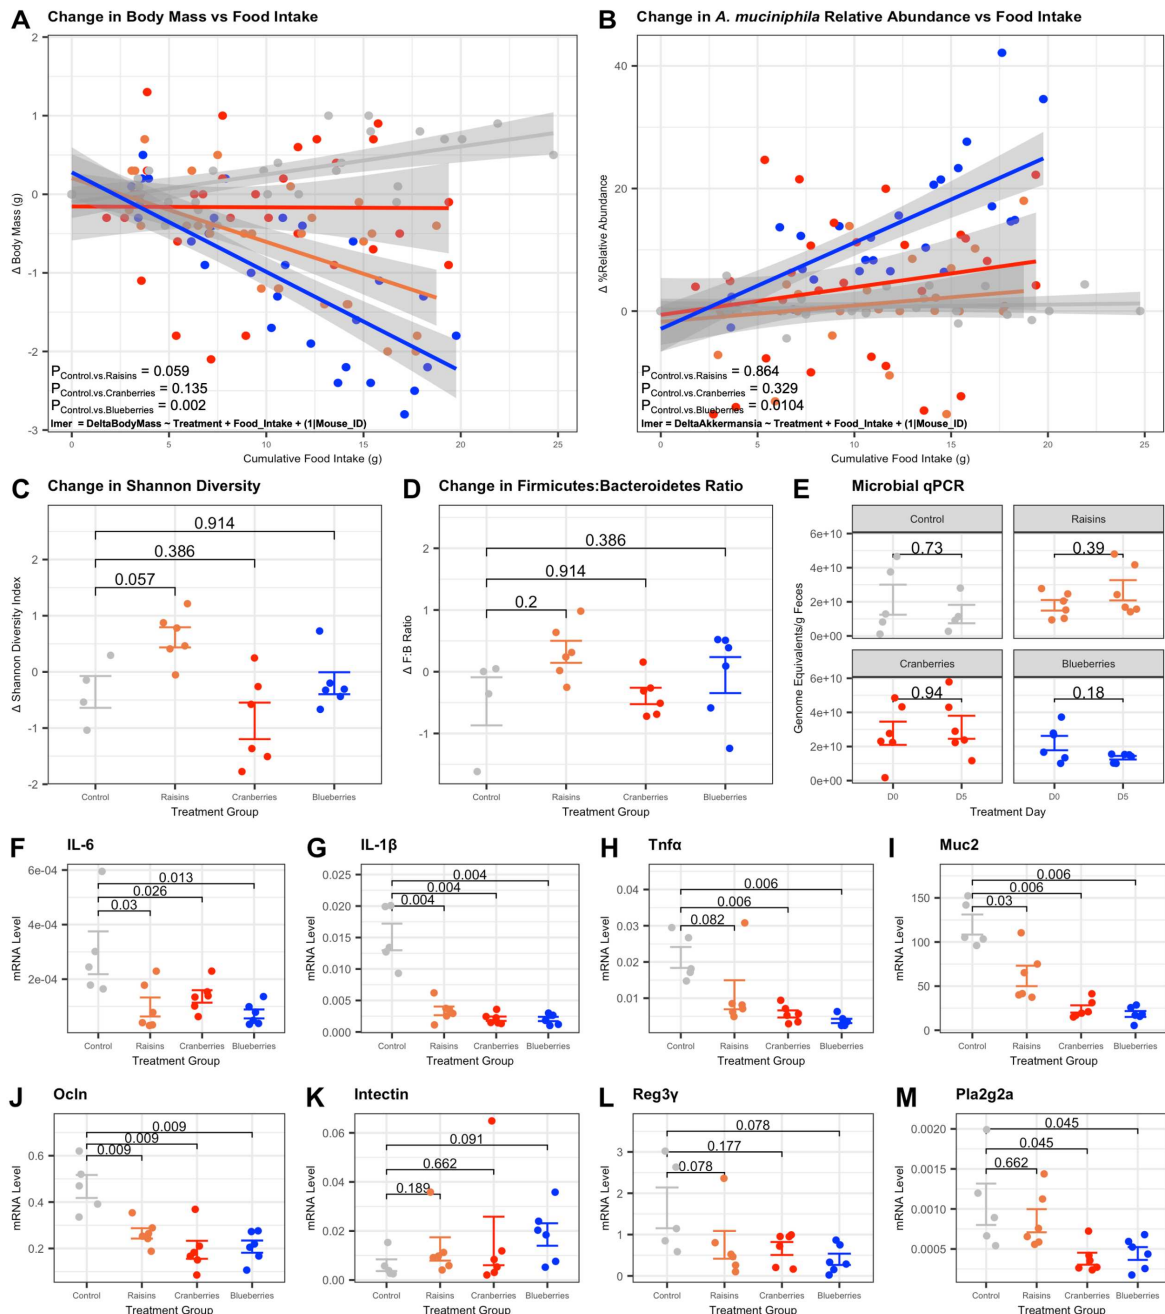 A Change in Body Mass vs Food Intake
2
1
0
-1
-2
-3
Δ Body Mass (g)
PControl.vs.Raisins = 0.059
PControl.vs.Cranberries = 0.135
PControl.vs.Blueberries = 0.002
lmer = DeltaBodyMass ~ Treatment + Food_Intake + (1|Mouse_ID)
0 5 10 15 20 25
Cumulative Food Intake (g)
B Change in A. muciniphila Relative Abundance vs Food Intake
40
20
0
Δ %Relative Abundance
PControl.vs.Raisins = 0.864
PControl.vs.Cranberries = 0.329
PControl.vs.Blueberries = 0.0104
lmer = DeltaAkkermansia ~ Treatment + Food_Intake + (1|Mouse_ID)
0 5 10 15 20 25
Cumulative Food Intake (g)
C Change in Shannon Diversity
0.914
0.386
0.057
2
1
0
-1
-2
Δ Shannon Diversity Index
Control Raisins Cranberries Blueberries
Treatment Group
D Change in Firmicutes:Bacteroidetes Ratio
0.386
0.914
0.2
2
1
0
-1
Δ F:B Ratio
Control Raisins Cranberries Blueberries
Treatment Group
E Microbial qPCR
Control Raisins
6e+10
4e+10
2e+10
0e+00
0.73 0.39
Cranberries Blueberries
6e+10
4e+10
2e+10
0e+00
0.94 0.18
Genome Equivalents/g Feces
D0 D5 D0 D5
Treatment Day
F IL-6
6e-04
4e-04
2e-04
0.013
0.026
0.03
mRNA Level
Control Raisins Cranberries Blueberries
Treatment Group
G IL-1β
0.025
0.020
0.015
0.010
0.005
0.000
0.004
0.004
0.004
mRNA Level
Control Raisins Cranberries Blueberries
Treatment Group
H Tnfα
0.04
0.03
0.02
0.01
0.006
0.006
0.082
mRNA Level
Control Raisins Cranberries Blueberries
Treatment Group
I Muc2
150
100
50
0
0.006
0.006
0.03
mRNA Level
Control Raisins Cranberries Blueberries
Treatment Group
J Ocln
0.6
0.4
0.2
0.009
0.009
0.009
mRNA Level
Control Raisins Cranberries Blueberries
Treatment Group
K Intectin
0.06
0.04
0.02
0.00
0.091
0.662
0.189
mRNA Level
Control Raisins Cranberries Blueberries
Treatment Group
L Reg3γ
3
2
1
0
0.078
0.177
0.078
mRNA Level
Control Raisins Cranberries Blueberries
Treatment Group
M Pla2g2a
0.0020
0.0015
0.0010
0.0005
0.045
0.045
0.662
mRNA Level
Control Raisins Cranberries Blueberries
Treatment Group